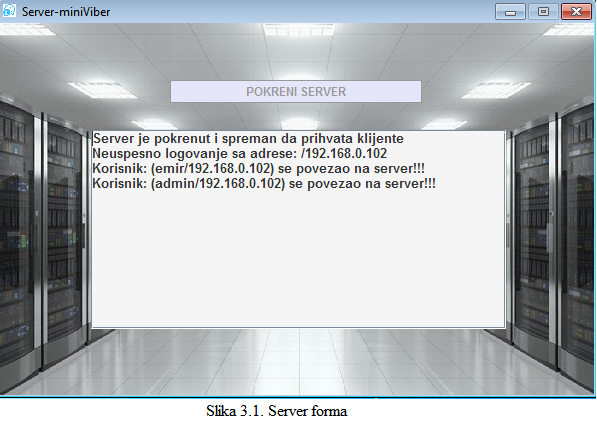 Server-miniViber
POKRENI SERVER
Server je pokrenut i spreman da prihvata klijente
Neuspesno logovanje sa adrese: /192.168.0.102
Korisnik: (emir/192.168.0.102) se povezao na server!!!
Korisnik: (admin/192.168.0.102) se povezao na server!!!
Slika 3.1. Server forma